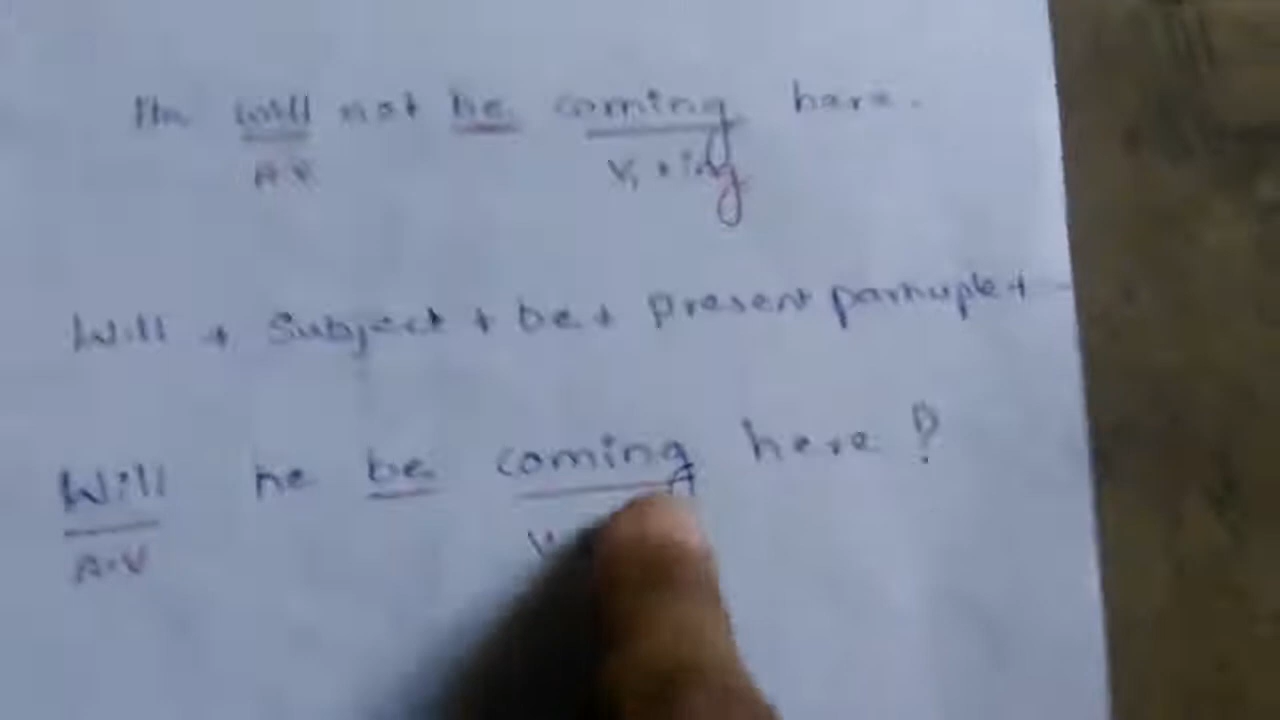 He will not be coming here.
A.V V₁ + ing
Will + Subject + be + present participle +
Will he be coming here ?
A.V V